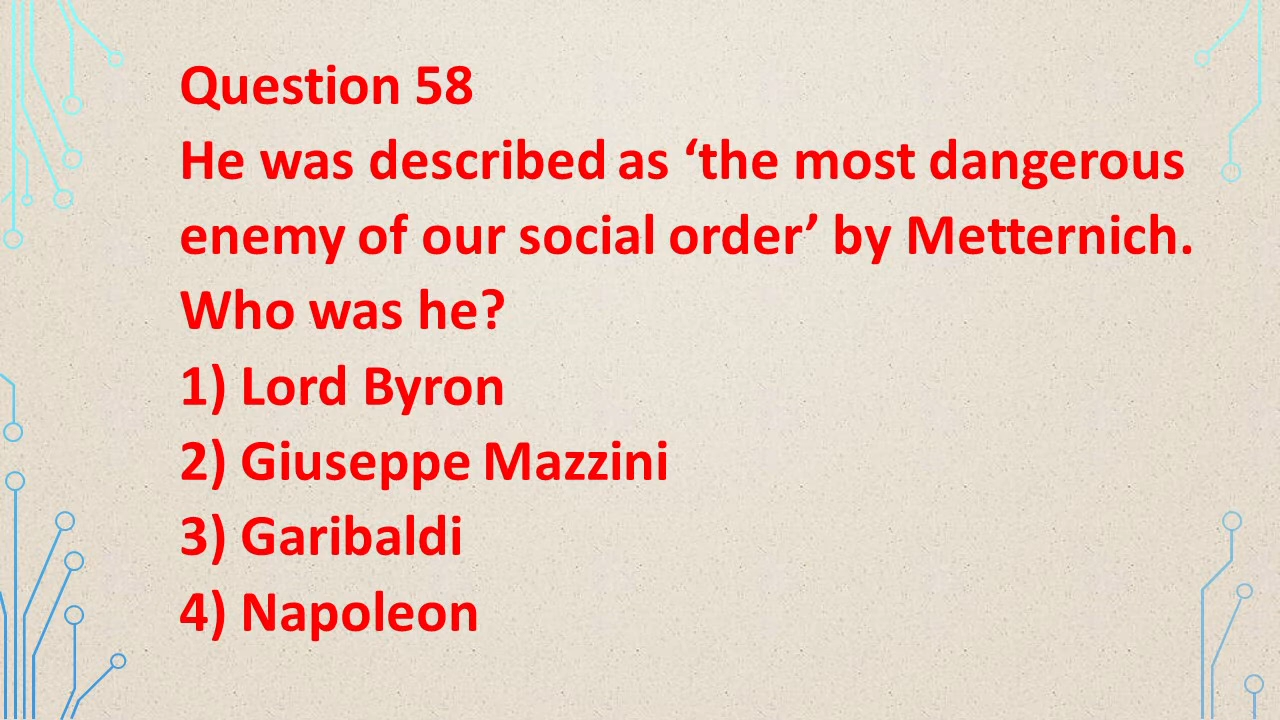 Question 58
He was described as ‘the most dangerous
enemy of our social order’ by Metternich.
Who was he?
1) Lord Byron
2) Giuseppe Mazzini
3) Garibaldi
4) Napoleon